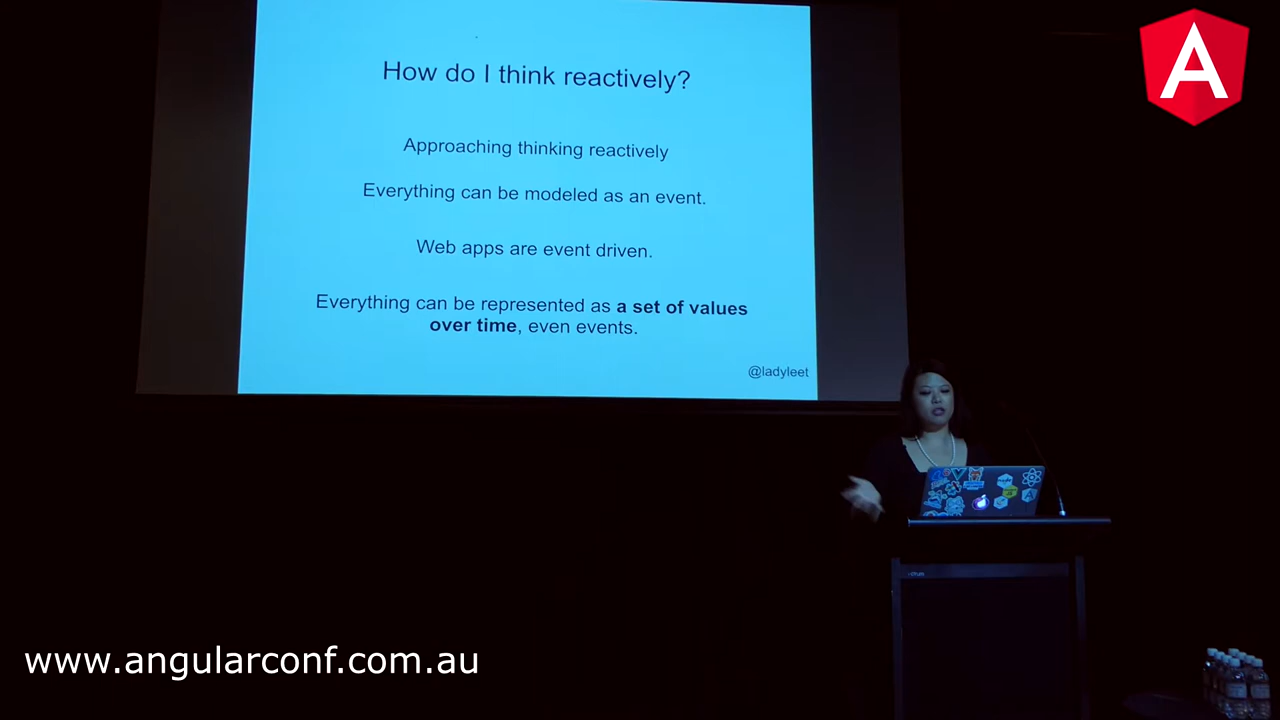 How do I think reactively?
Approaching thinking reactively
Everything can be modeled as an event.
Web apps are event driven.
Everything can be represented as a set of values
over time, even events.
@ladyleet
A
www.angularconf.com.au